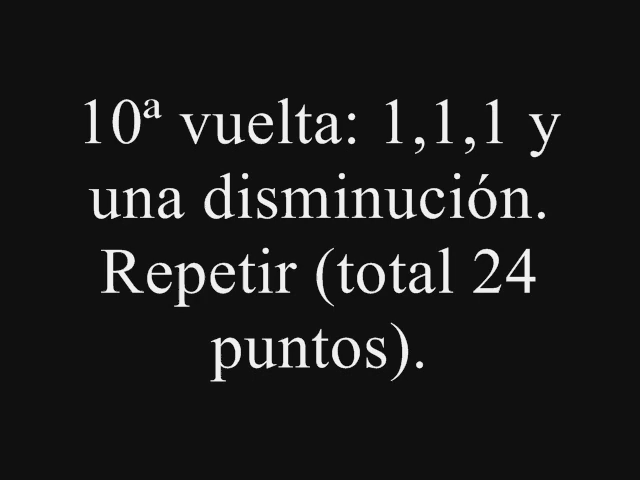 10ª vuelta: 1,1,1 y
una disminución.
Repetir (total 24
puntos).